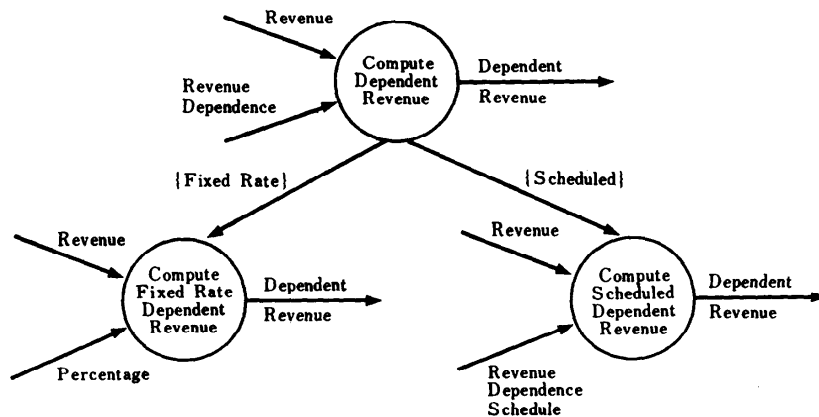 Revenue
Compute
Dependent
Revenue
Dependent
Revenue
Revenue
Dependence
{Fixed Rate}
{Scheduled}
Revenue
Compute
Fixed Rate
Dependent
Revenue
Dependent
Revenue
Percentage
Revenue
Compute
Scheduled
Dependent
Revenue
Dependent
Revenue
Revenue
Dependence
Schedule